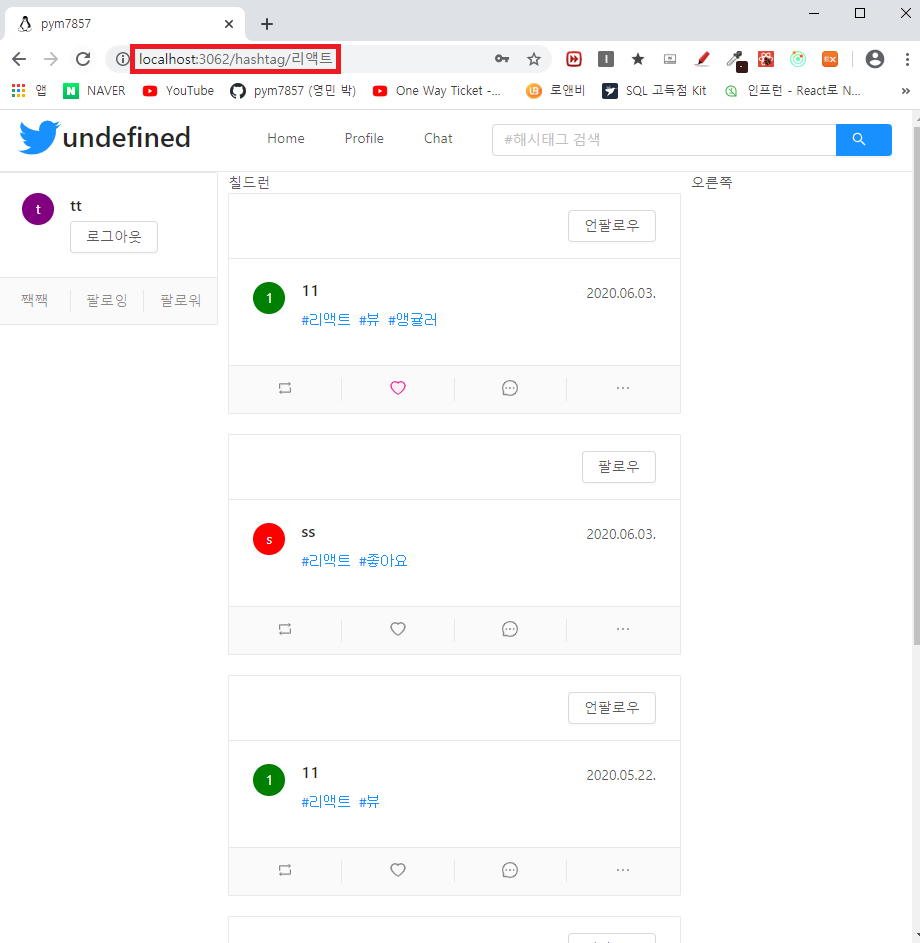 pym7857
localhost:3062/hashtag/리액트
앱 NAVER YouTube pym7857 (영민 박) One Way Ticket -... 로앤비 SQL 고득점 Kit 인프런 - React로 N... »
undefined Home Profile Chat #해시태그 검색
t tt
로그아웃
짹짹 팔로잉 팔로워
칠드런
언팔로우
1 11 2020.06.03.
#리액트 #뷰 #앵귤러
팔로우
s ss 2020.06.03.
#리액트 #좋아요
언팔로우
1 11 2020.05.22.
#리액트 #뷰
오른쪽